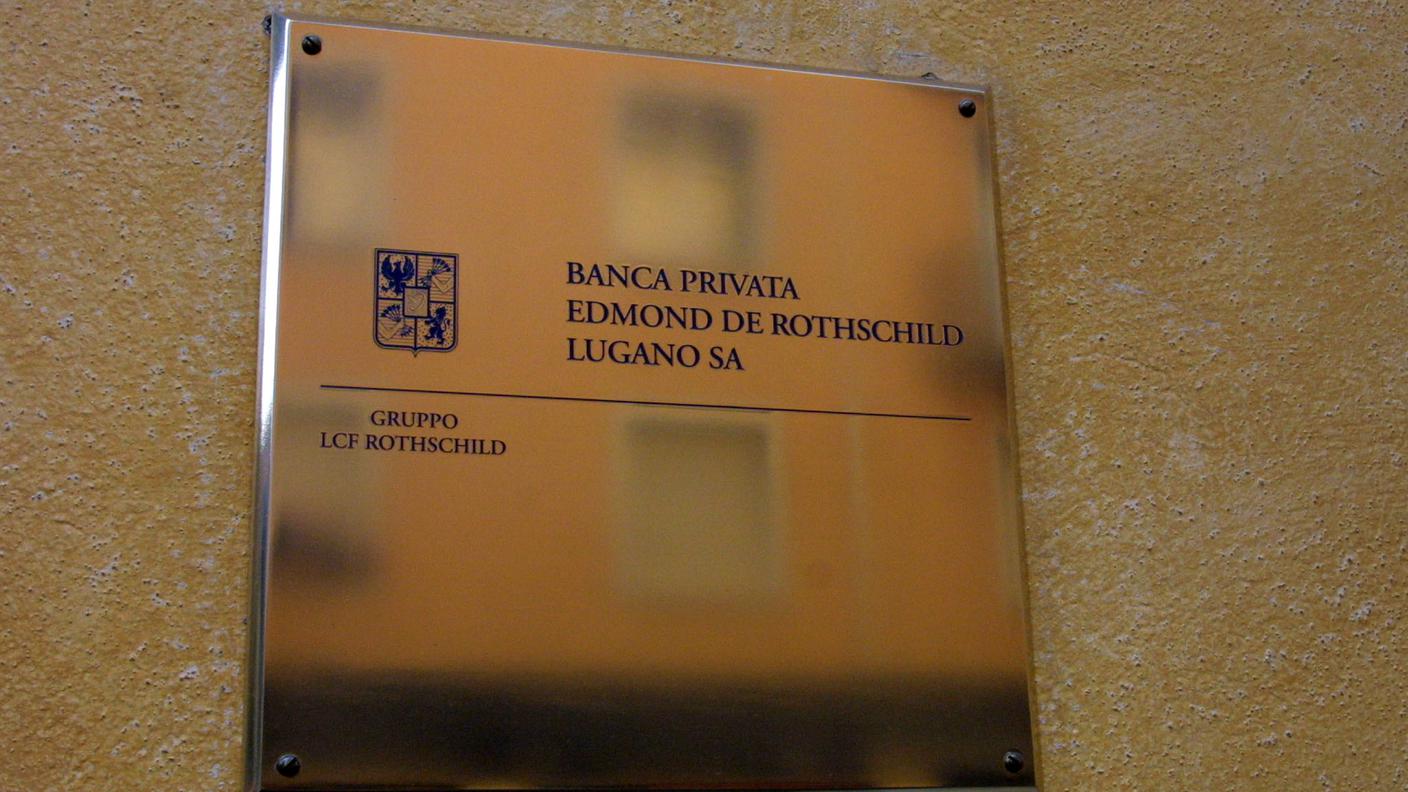 BANCA PRIVATA
EDMOND DE ROTHSCHILD
LUGANO SA
GRUPPO
LCF ROTHSCHILD